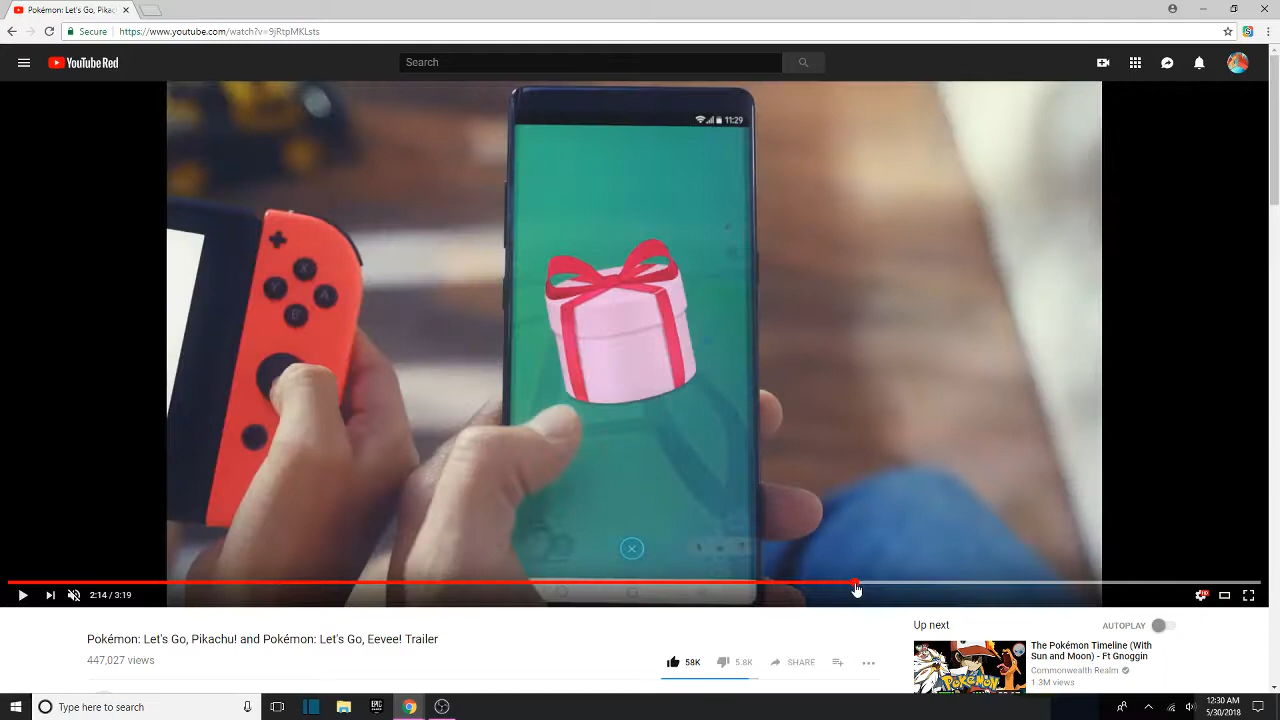 Pokémon: Let's Go, Pikac
Secure
https://www.youtube.com/watch?v=9jRtpMKLsts
YouTube Red
Search
11:29
X
Y
A
B
2:14 / 3:19
HD
Pokémon: Let's Go, Pikachu! and Pokémon: Let's Go, Eevee! Trailer
447,027 views
58K
5.8K
SHARE
Up next
AUTOPLAY
The Pokémon Timeline (With
Sun and Moon) - Ft Gnoggin
Commonwealth Realm
1.3M views
POKÉMON
Type here to search
EPIC
12:30 AM
5/30/2018